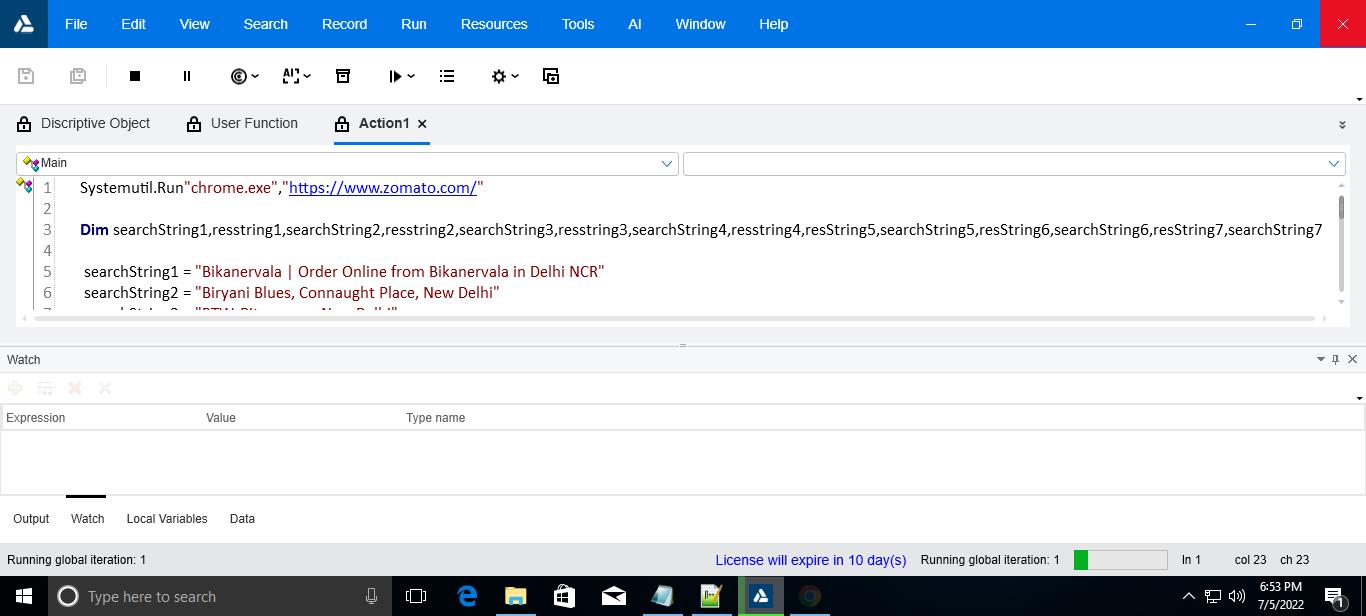 File Edit View Search Record Run Resources Tools AI Window Help
AI
Discriptive Object User Function Action1
Main
1 Systemutil.Run"chrome.exe","https://www.zomato.com/"
2
3 Dim searchString1,resstring1,searchString2,resstring2,searchString3,resstring3,searchString4,resstring4,resString5,searchString5,resString6,searchString6,resString7,searchString7
4
5 searchString1 = "Bikanervala | Order Online from Bikanervala in Delhi NCR"
6 searchString2 = "Biryani Blues, Connaught Place, New Delhi"
Watch
Expression Value Type name
Output Watch Local Variables Data
Running global iteration: 1 License will expire in 10 day(s) Running global iteration: 1 ln 1 col 23 ch 23
Type here to search
6:53 PM
7/5/2022
1